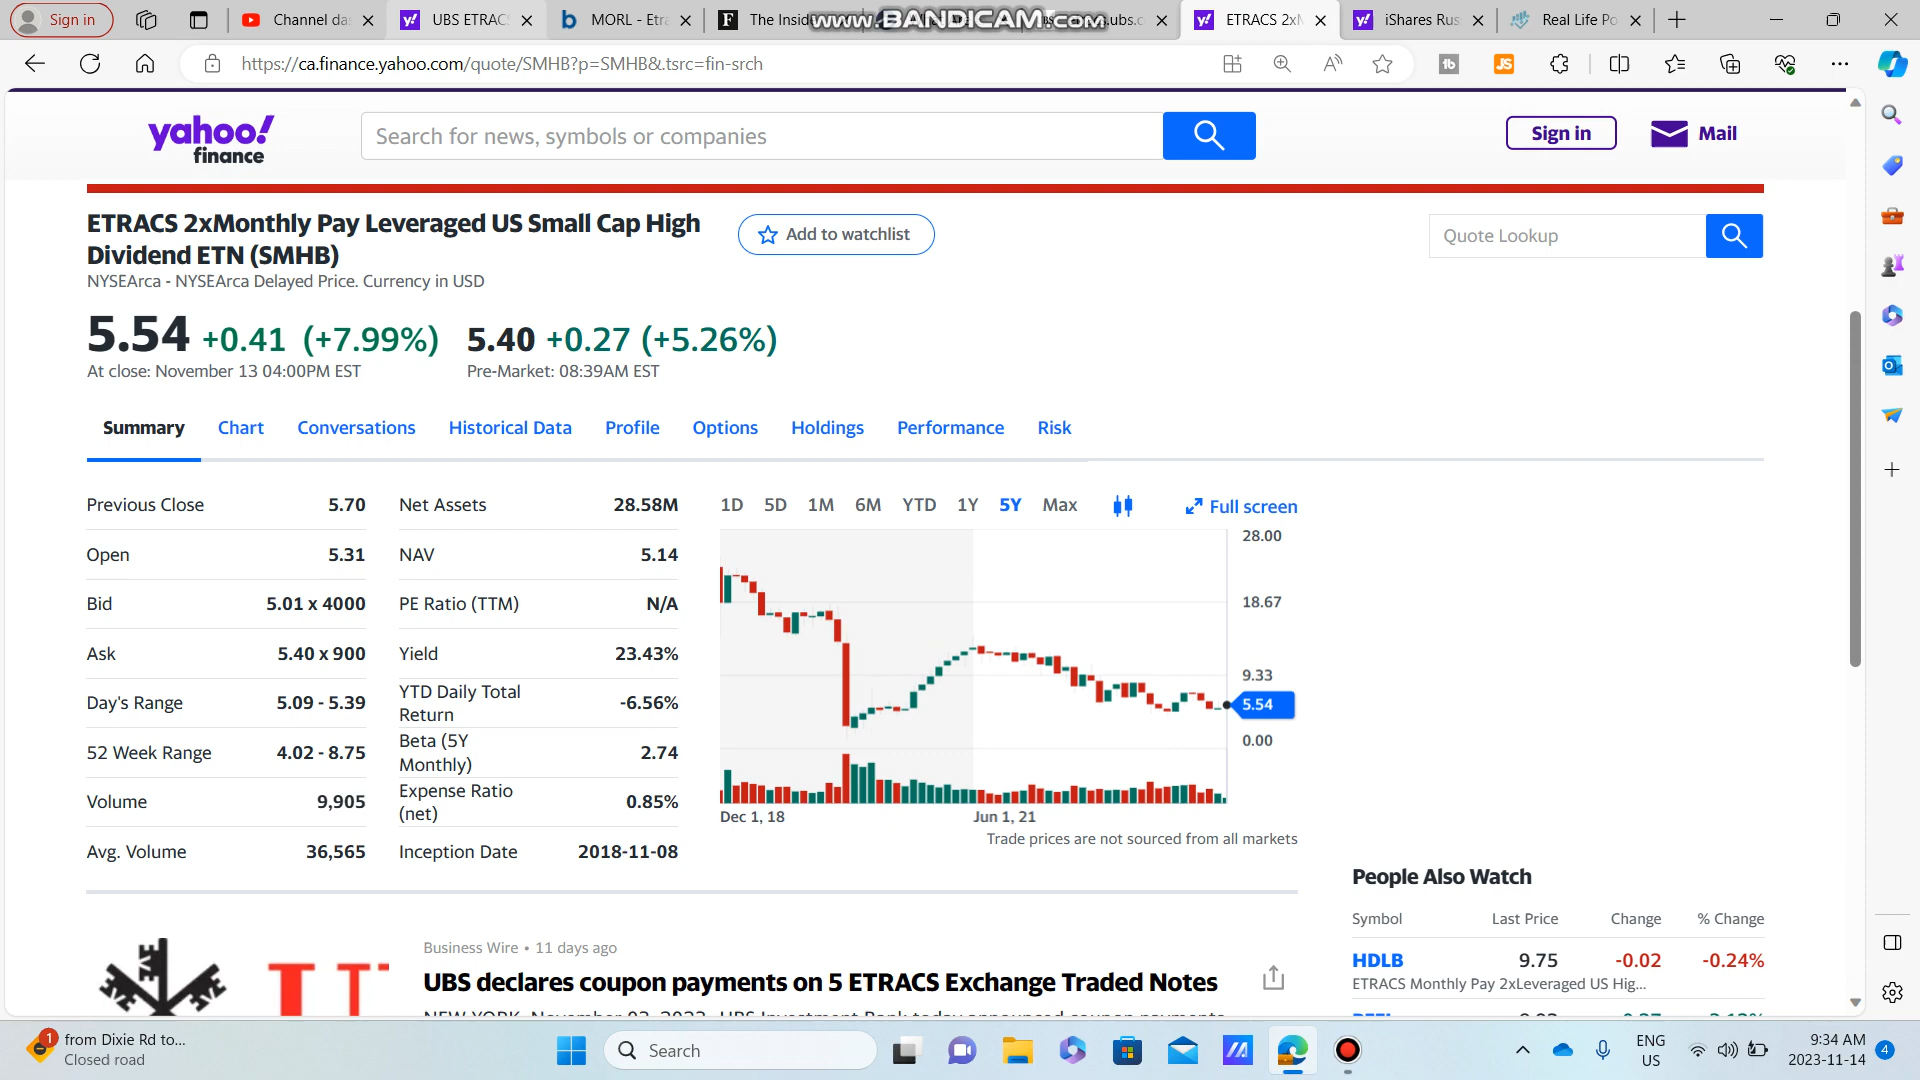 Sign in
Channel da
UBS ETRACS
MORL - Etra
The Insid
www.BANDICAM.com
ubs.c
ETRACS 2xM
iShares Rus
Real Life Po
https://ca.finance.yahoo.com/quote/SMHB?p=SMHB&.tsrc=fin-srch
yahoo!
finance
Search for news, symbols or companies
Sign in
Mail
ETRACS 2xMonthly Pay Leveraged US Small Cap High
Dividend ETN (SMHB)
Add to watchlist
Quote Lookup
NYSEArca - NYSEArca Delayed Price. Currency in USD
5.54 +0.41 (+7.99%) 5.40 +0.27 (+5.26%)
At close: November 13 04:00PM EST
Pre-Market: 08:39AM EST
Summary Chart Conversations Historical Data Profile Options Holdings Performance Risk
Previous Close 5.70
Open 5.31
Bid 5.01 x 4000
Ask 5.40 x 900
Day's Range 5.09 - 5.39
52 Week Range 4.02 - 8.75
Volume 9,905
Avg. Volume 36,565
Net Assets 28.58M
NAV 5.14
PE Ratio (TTM) N/A
Yield 23.43%
YTD Daily Total
Return
-6.56%
Beta (5Y
Monthly)
2.74
Expense Ratio
(net)
0.85%
Inception Date 2018-11-08
1D 5D 1M 6M YTD 1Y 5Y Max
Full screen
28.00
18.67
9.33
5.54
0.00
Dec 1, 18
Jun 1, 21
Trade prices are not sourced from all markets
Business Wire • 11 days ago
UBS declares coupon payments on 5 ETRACS Exchange Traded Notes
People Also Watch
Symbol Last Price Change % Change
HDLB 9.75 -0.02 -0.24%
ETRACS Monthly Pay 2xLeveraged US Hig...
1
from Dixie Rd to...
Closed road
Search
ENG
US
9:34 AM
2023-11-14
4